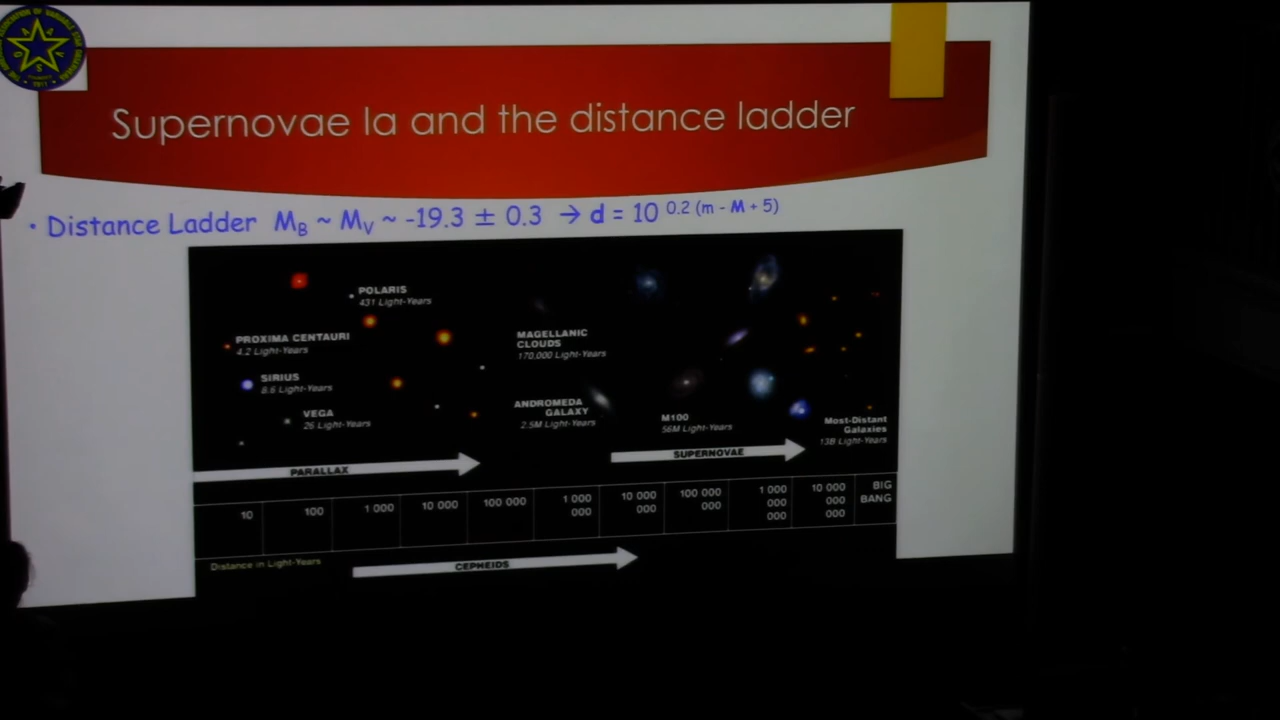 Supernovae Ia and the distance ladder
• Distance Ladder M_B ~ M_V ~ -19.3 ± 0.3 → d = 10^0.2 (m - M + 5)
POLARIS
431 Light-Years
PROXIMA CENTAURI
4.2 Light-Years
SIRIUS
8.6 Light-Years
VEGA
26 Light-Years
MAGELLANIC
CLOUDS
170,000 Light-Years
ANDROMEDA
GALAXY
2.5M Light-Years
M100
56M Light-Years
Most-Distant
Galaxies
13B Light-Years
PARALLAX
SUPERNOVAE
10
100
1 000
10 000
100 000
1 000
000
10 000
000
100 000
000
1 000
000
000
10 000
000
000
BIG
BANG
Distance in Light-Years
CEPHEIDS